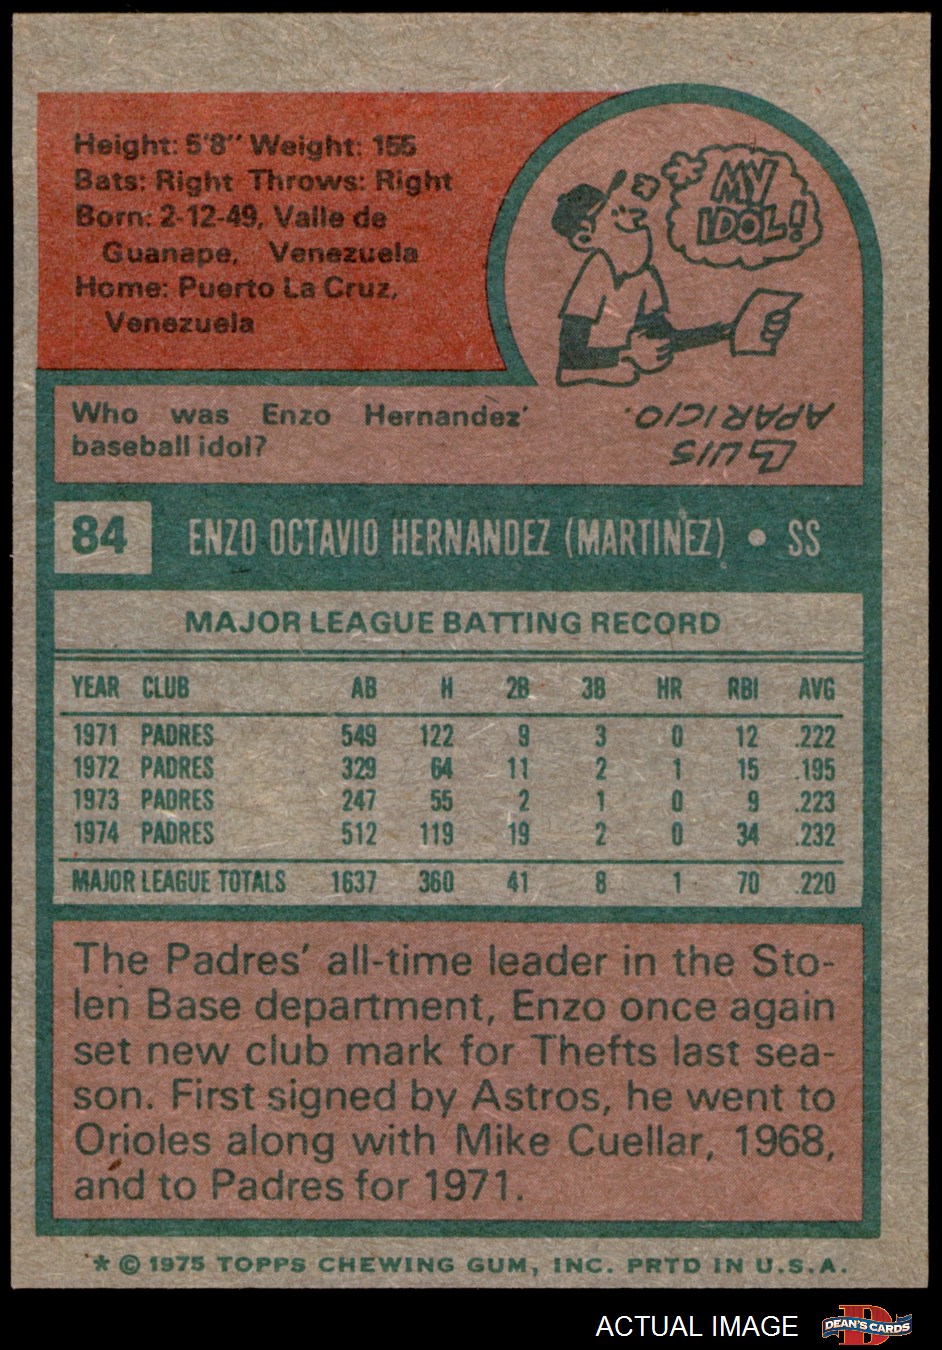 Height: 5'8" Weight: 155
Bats: Right Throws: Right
Born: 2-12-49, Valle de
Guanape, Venezuela
Home: Puerto La Cruz,
Venezuela
MY
IDOL!
Who was Enzo Hernandez'
baseball idol?
LUIS
APARICIO.
84 ENZO OCTAVIO HERNANDEZ (MARTINEZ) • SS
MAJOR LEAGUE BATTING RECORD
YEAR CLUB AB H 2B 3B HR RBI AVG
1971 PADRES 549 122 9 3 0 12 .222
1972 PADRES 329 64 11 2 1 15 .195
1973 PADRES 247 55 2 1 0 9 .223
1974 PADRES 512 119 19 2 0 34 .232
MAJOR LEAGUE TOTALS 1637 360 41 8 1 70 .220
The Padres' all-time leader in the Sto-
len Base department, Enzo once again
set new club mark for Thefts last sea-
son. First signed by Astros, he went to
Orioles along with Mike Cuellar, 1968,
and to Padres for 1971.
* © 1975 TOPPS CHEWING GUM, INC. PRTD IN U.S.A.
ACTUAL IMAGE
D
DEAN'S CARDS